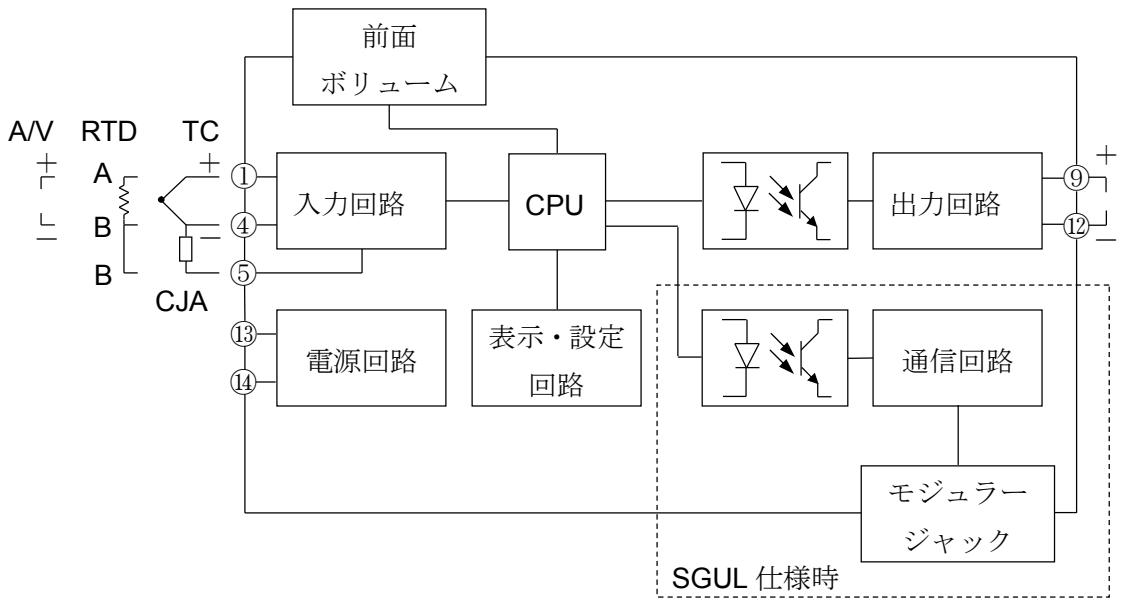 前面
ボリューム
A/V RTD TC
+ +
A
① 入力回路 CPU 出力回路 ⑨ +
B ④ ⑫
− − −
B ⑤
CJA
⑬
電源回路
⑭
表示・設定
回路
通信回路
モジュラー
ジャック
SGUL 仕様時